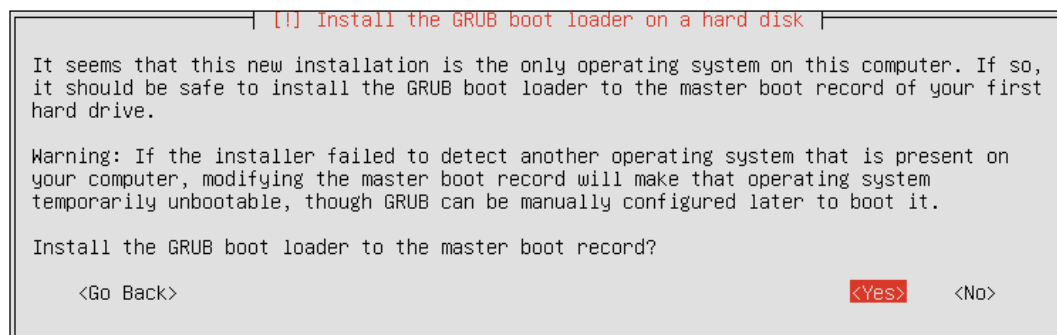 [!] Install the GRUB boot loader on a hard disk
It seems that this new installation is the only operating system on this computer. If so,
it should be safe to install the GRUB boot loader to the master boot record of your first
hard drive.
Warning: If the installer failed to detect another operating system that is present on
your computer, modifying the master boot record will make that operating system
temporarily unbootable, though GRUB can be manually configured later to boot it.
Install the GRUB boot loader to the master boot record?
<Go Back> <Yes> <No>